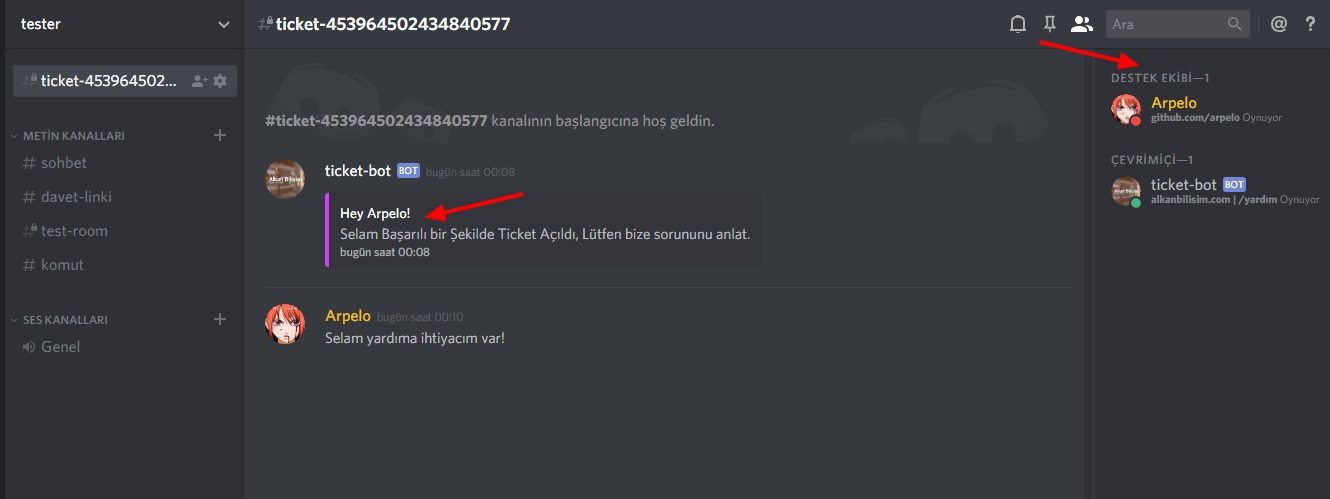 tester
ticket-453964502...
METİN KANALLARI
sohbet
davet-linki
test-room
komut
SES KANALLARI
Genel
ticket-453964502434840577
Ara
#ticket-453964502434840577 kanalının başlangıcına hoş geldin.
ticket-bot BOT bugün saat 00:08
Hey Arpelo!
Selam Başarılı bir Şekilde Ticket Açıldı, Lütfen bize sorununu anlat.
bugün saat 00:08
Arpelo bugün saat 00:10
Selam yardıma ihtiyacım var!
DESTEK EKİBİ—1
Arpelo
github.com/arpelo Oynuyor
ÇEVRİMİÇİ—1
ticket-bot BOT
alkanbilisim.com | /yardım Oynuyor